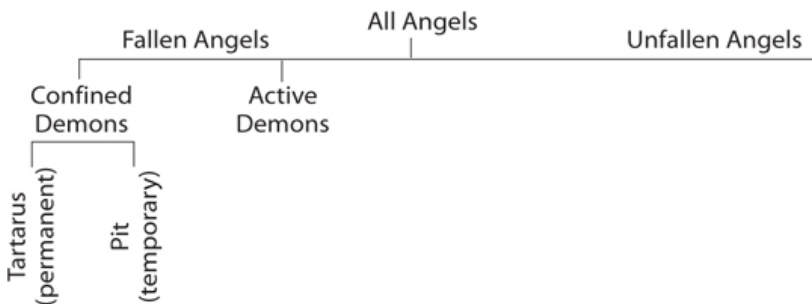 All Angels
Fallen Angels
Unfallen Angels
Confined
Demons
Active
Demons
Tartarus
(permanent)
Pit
(temporary)